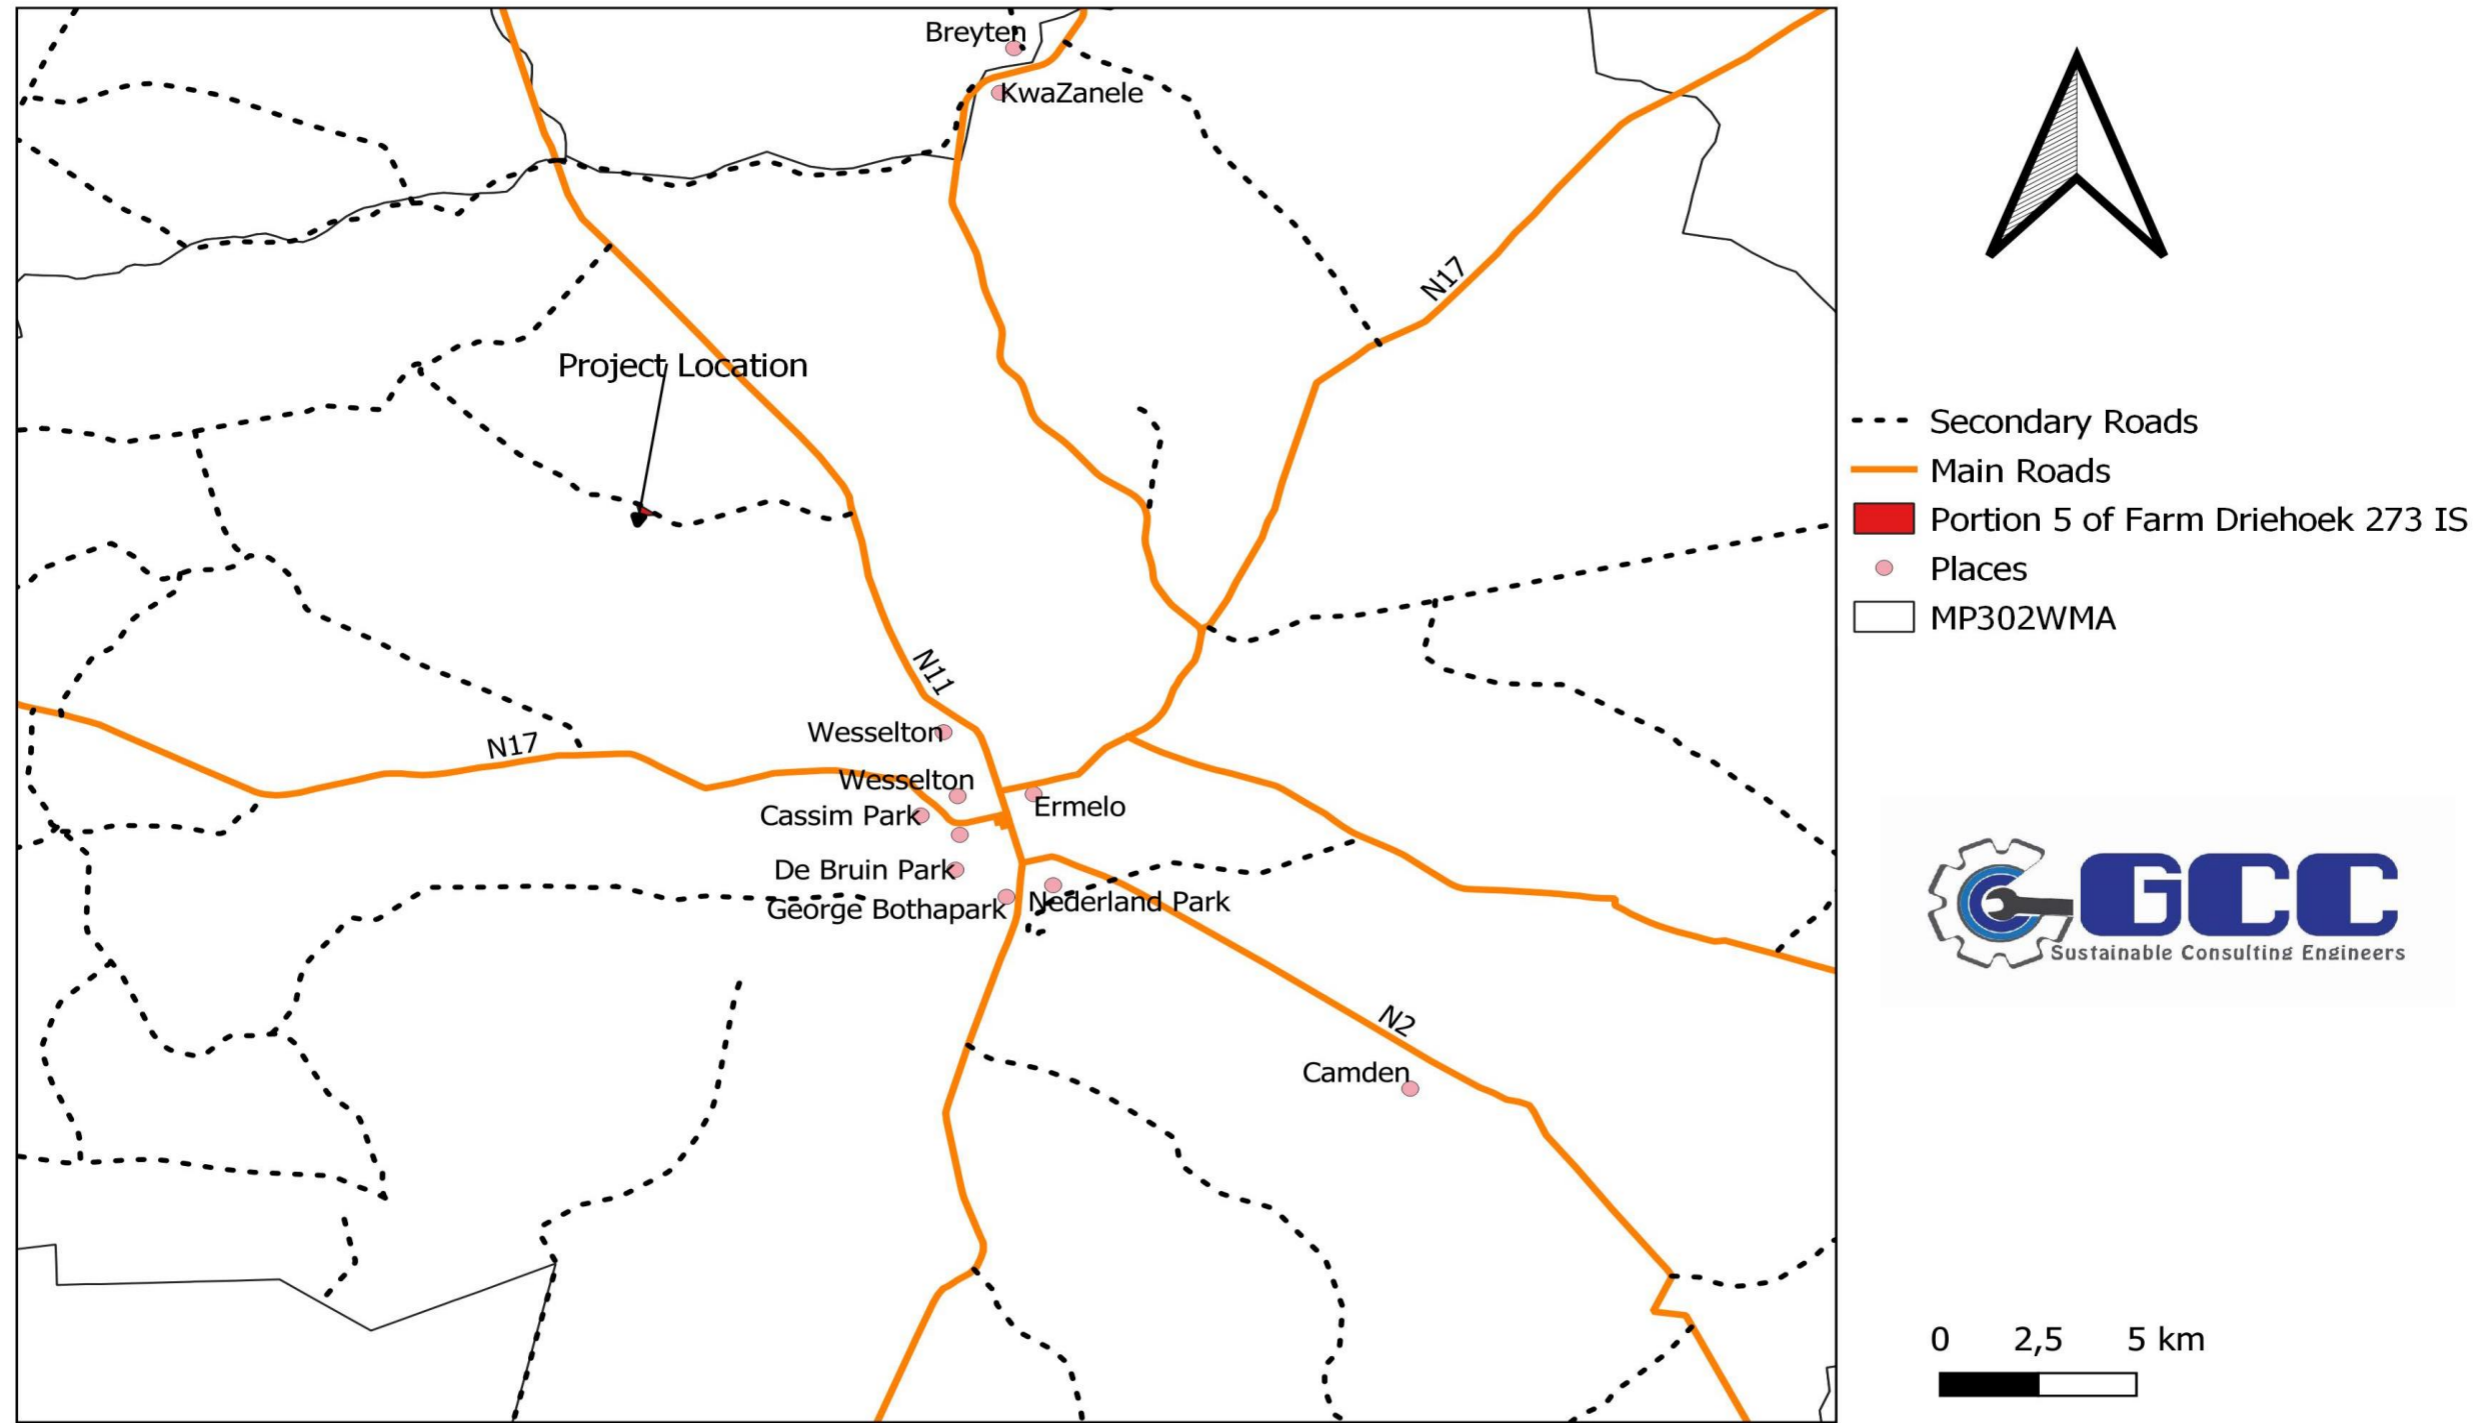 Breyten
KwaZanele
N17
Project Location
N11
Wesselton
N17
Wesselton
Ermelo
Cassim Park
De Bruin Park
George Bothapark
Nederland Park
N2
Camden
Secondary Roads
Main Roads
Portion 5 of Farm Driehoek 273 IS
Places
MP302WMA
GCC
Sustainable Consulting Engineers
0 2,5 5 km